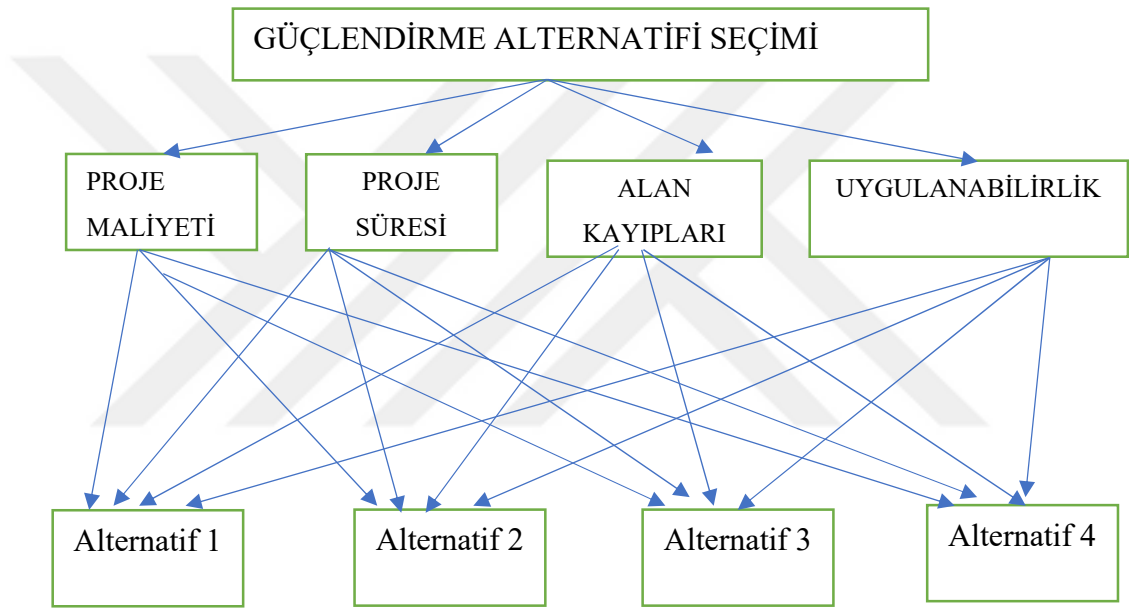 GÜÇLENDİRME ALTERNATİFİ SEÇİMİ
PROJE
MALİYETİ
PROJE
SÜRESİ
ALAN
KAYIPLARI
UYGULANABİLİRLİK
Alternatif 1
Alternatif 2
Alternatif 3
Alternatif 4